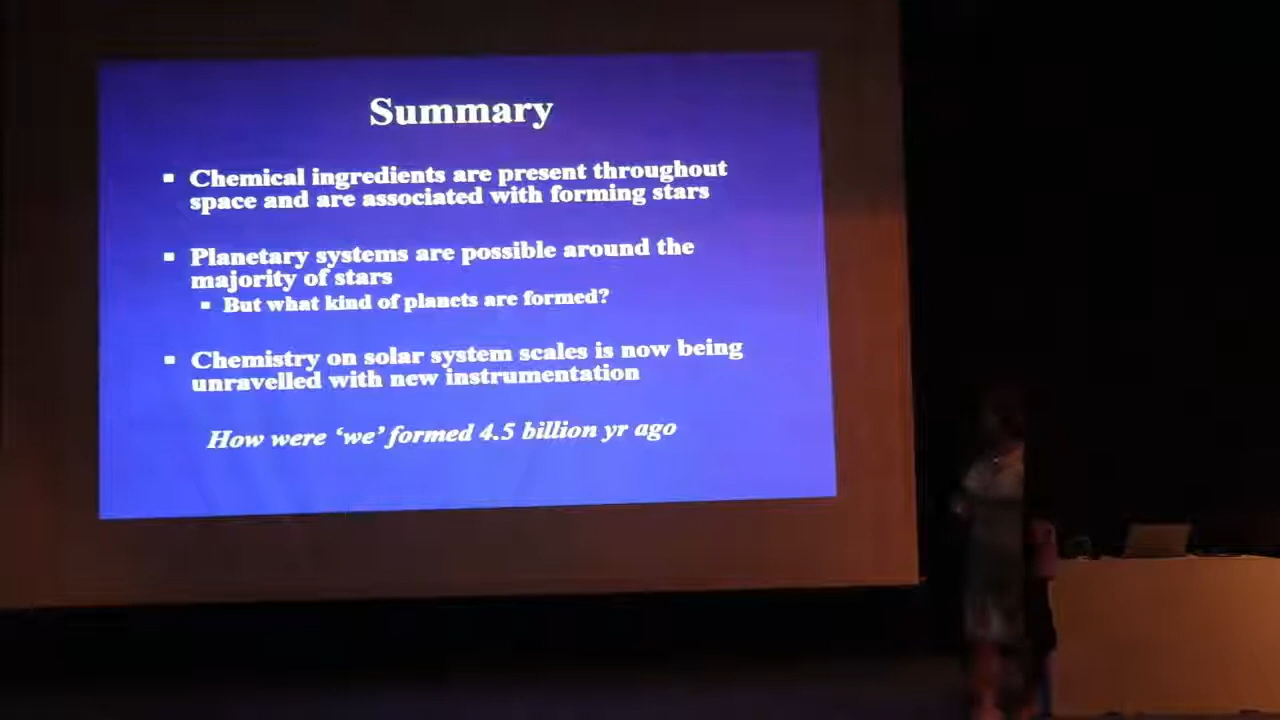 Summary
▪ Chemical ingredients are present throughout
space and are associated with forming stars
▪ Planetary systems are possible around the
majority of stars
▪ But what kind of planets are formed?
▪ Chemistry on solar system scales is now being
unravelled with new instrumentation
How were ‘we’ formed 4.5 billion yr ago